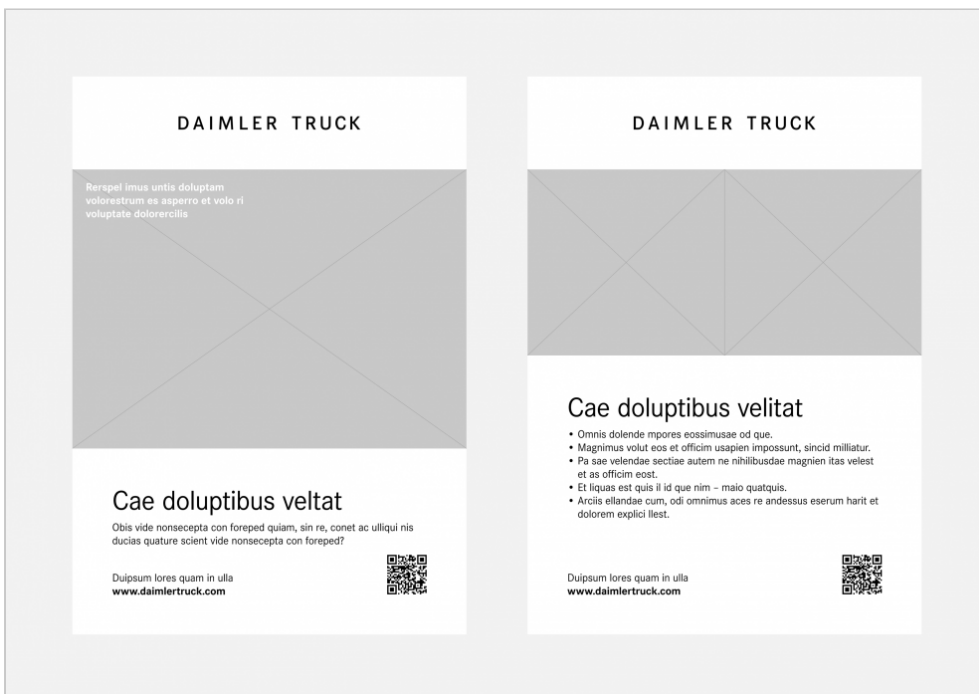 DAIMLER TRUCK
Rerspel imus untis doluptam
volorestrum es asperro et volo ri
voluptate dolorercilis
Cae doluptibus veltat
Obis vide nonsecepta con foreped quiam, sin re, conet ac ulliqui nis
ducias quature scient vide nonsecepta con foreped?
Duipsum lores quam in ulla
www.daimlertruck.com
DAIMLER TRUCK
Cae doluptibus velitat
• Omnis dolende mpores eossimusae od que.
• Magnimus volut eos et officim usapien impossunt, sincid milliatur.
• Pa sae velendae sectiae autem ne nihilibusdae magnien itas velest
et as officim eost.
• Et liquas est quis il id que nim – maio quatquis.
• Arciis ellandae cum, odi omnimus aces re andessus eserum harit et
dolorem explici llest.
Duipsum lores quam in ulla
www.daimlertruck.com